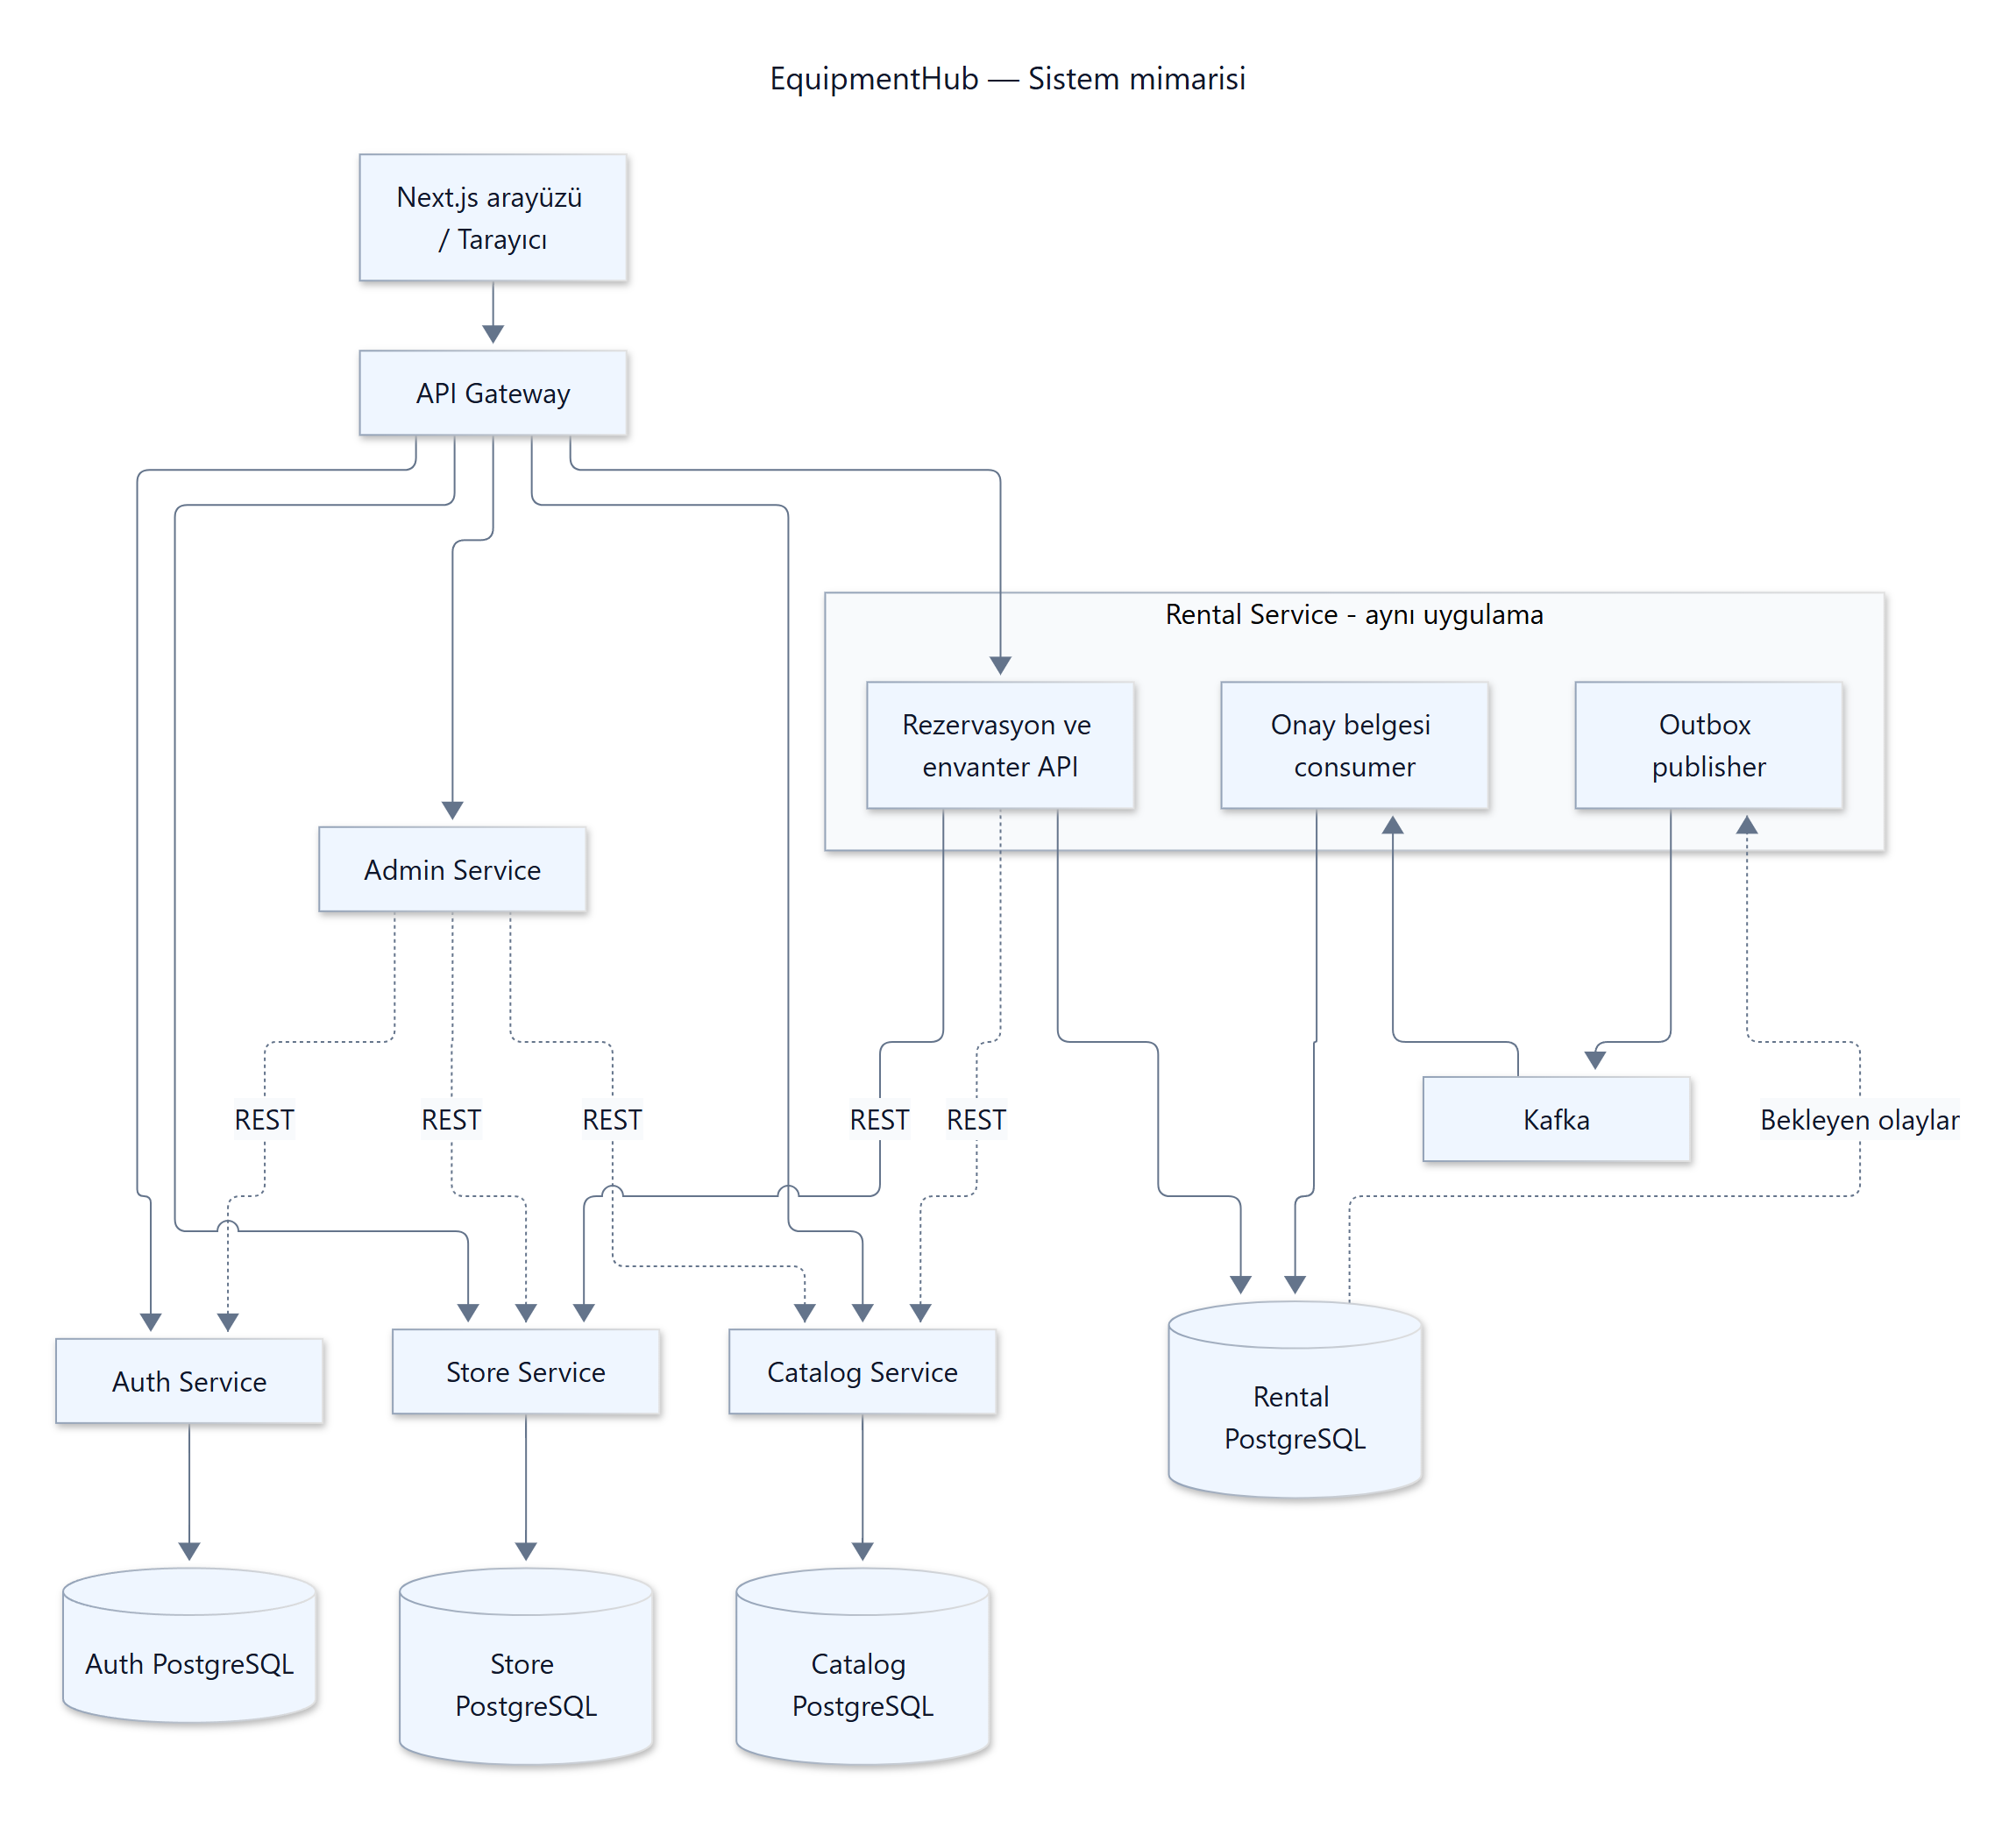 EquipmentHub — Sistem mimarisi
Next.js arayüzü
/ Tarayıcı
API Gateway
Rental Service - aynı uygulama
Rezervasyon ve
envanter API
Onay belgesi
consumer
Outbox
publisher
Admin Service
REST
REST
REST
REST
REST
Kafka
Bekleyen olaylar
Auth Service
Store Service
Catalog Service
Rental
PostgreSQL
Auth PostgreSQL
Store
PostgreSQL
Catalog
PostgreSQL